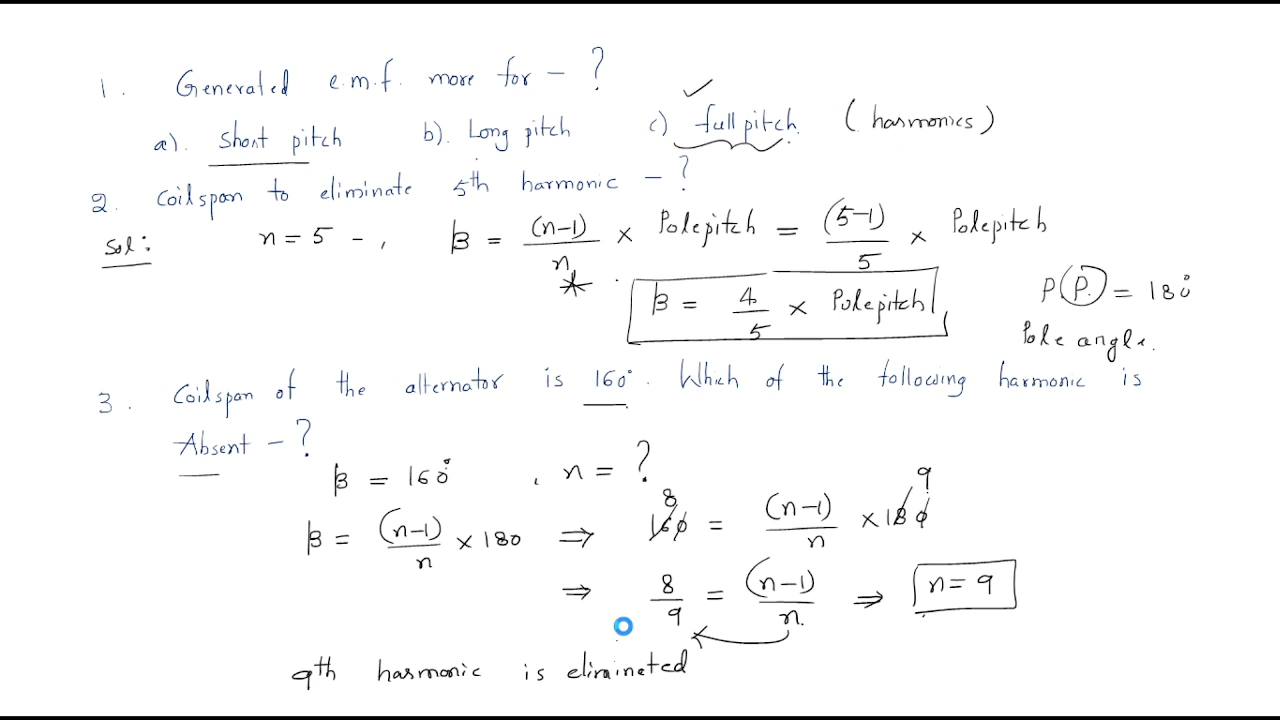 1. Generated e.m.f. more for - ?
a). Short pitch b). Long pitch c) full pitch. (harmonics)
2. Coilspan to eliminate 5th harmonic - ?
Sol: n = 5 - , β = (n-1)/n × Polepitch = (5-1)/5 × Polepitch
β = 4/5 × Polepitch
P(P.) = 180°
Pole angle.
3. Coilspan of the alternator is 160°. Which of the following harmonic is
Absent - ?
β = 160° , n = ?
β = (n-1)/n × 180 ⇒ 160 8 = (n-1)/n × 180 9
⇒ 8/9 = (n-1)/n ⇒ n = 9
9th harmonic is eliminated